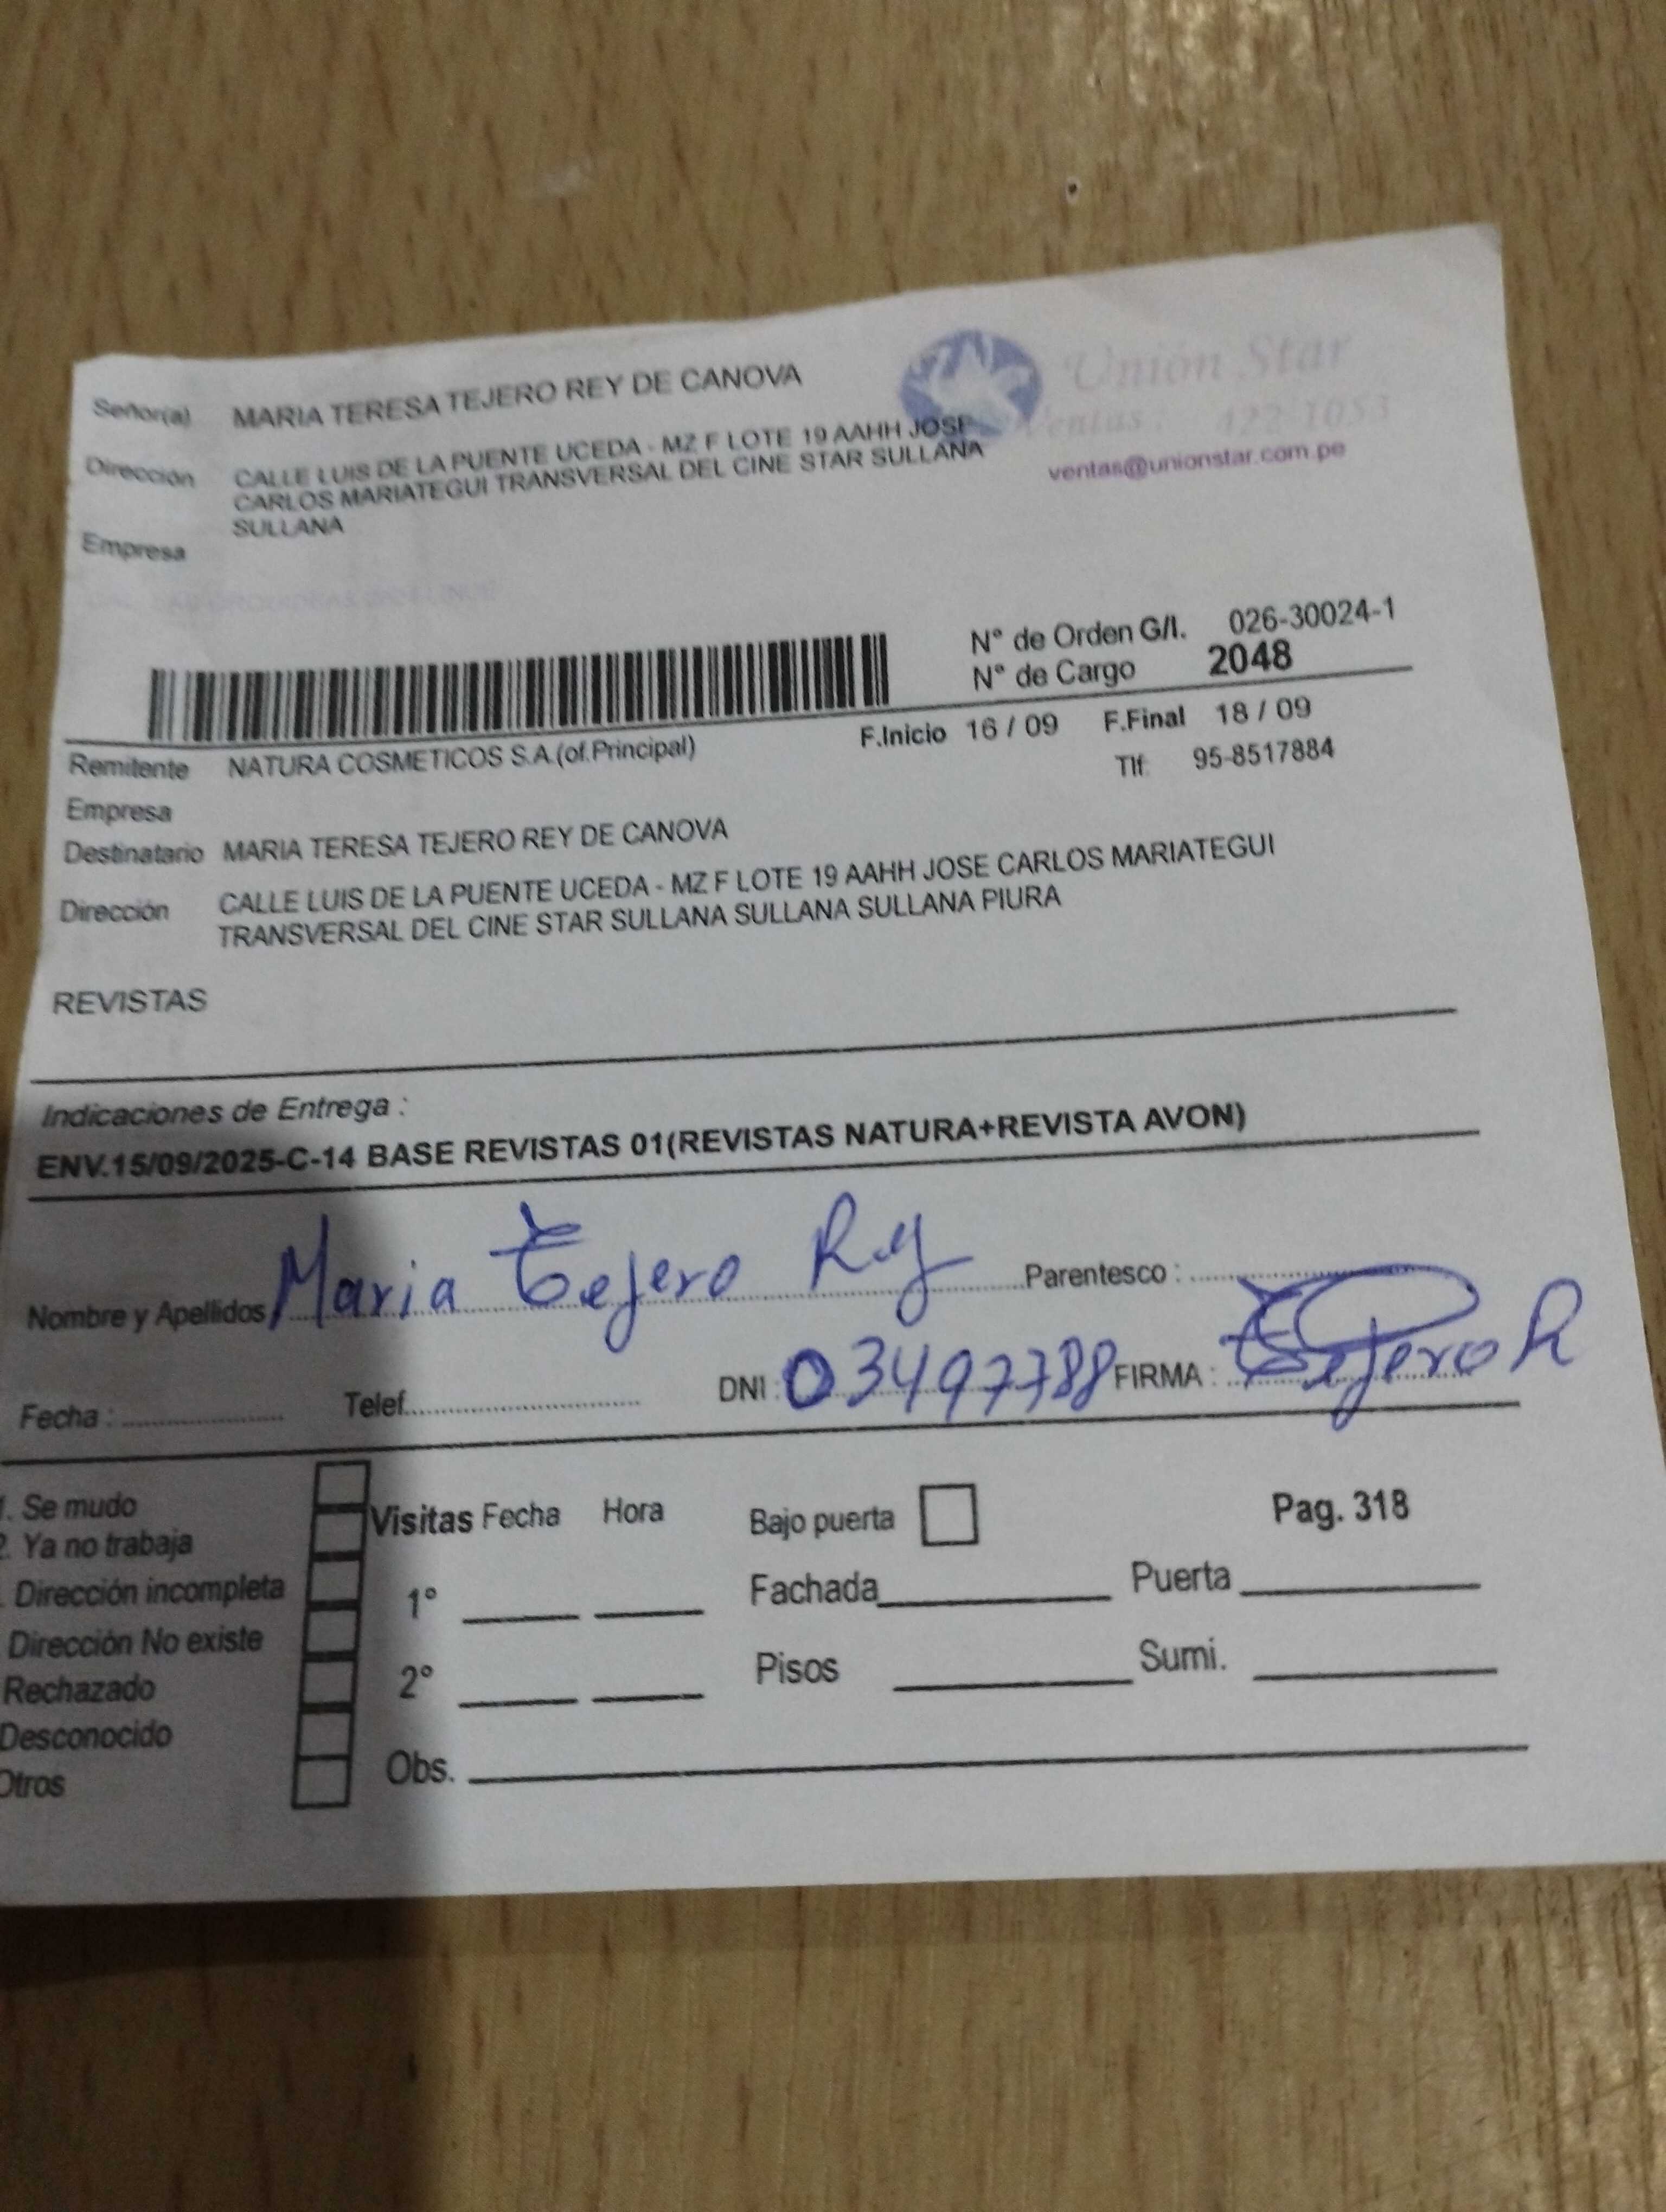 Señor(a) MARIA TERESA TEJERO REY DE CANOVA
Unión Star
Ventas : 422-1053
ventas@unionstar.com.pe
Dirección CALLE LUIS DE LA PUENTE UCEDA - MZ F LOTE 19 AAHH JOSE
CARLOS MARIATEGUI TRANSVERSAL DEL CINE STAR SULLANA
SULLANA
Empresa
N° de Orden G/I. 026-30024-1
N° de Cargo 2048
F.Inicio 16 / 09 F.Final 18 / 09
Remitente NATURA COSMETICOS S.A.(of.Principal)
Tlf: 95-8517884
Empresa
Destinatario MARIA TERESA TEJERO REY DE CANOVA
Dirección CALLE LUIS DE LA PUENTE UCEDA - MZ F LOTE 19 AAHH JOSE CARLOS MARIATEGUI
TRANSVERSAL DEL CINE STAR SULLANA SULLANA SULLANA PIURA
REVISTAS
Indicaciones de Entrega :
ENV.15/09/2025-C-14 BASE REVISTAS 01(REVISTAS NATURA+REVISTA AVON)
Nombre y Apellidos Maria Tejero Rey Parentesco :
Fecha : Telef. DNI : 03497788 FIRMA : Tejero R
1. Se mudo
2. Ya no trabaja
. Dirección incompleta
Dirección No existe
Rechazado
Desconocido
Otros
Visitas Fecha Hora Bajo puerta Pag. 318
1° Fachada Puerta
2° Pisos Sumi.
Obs.